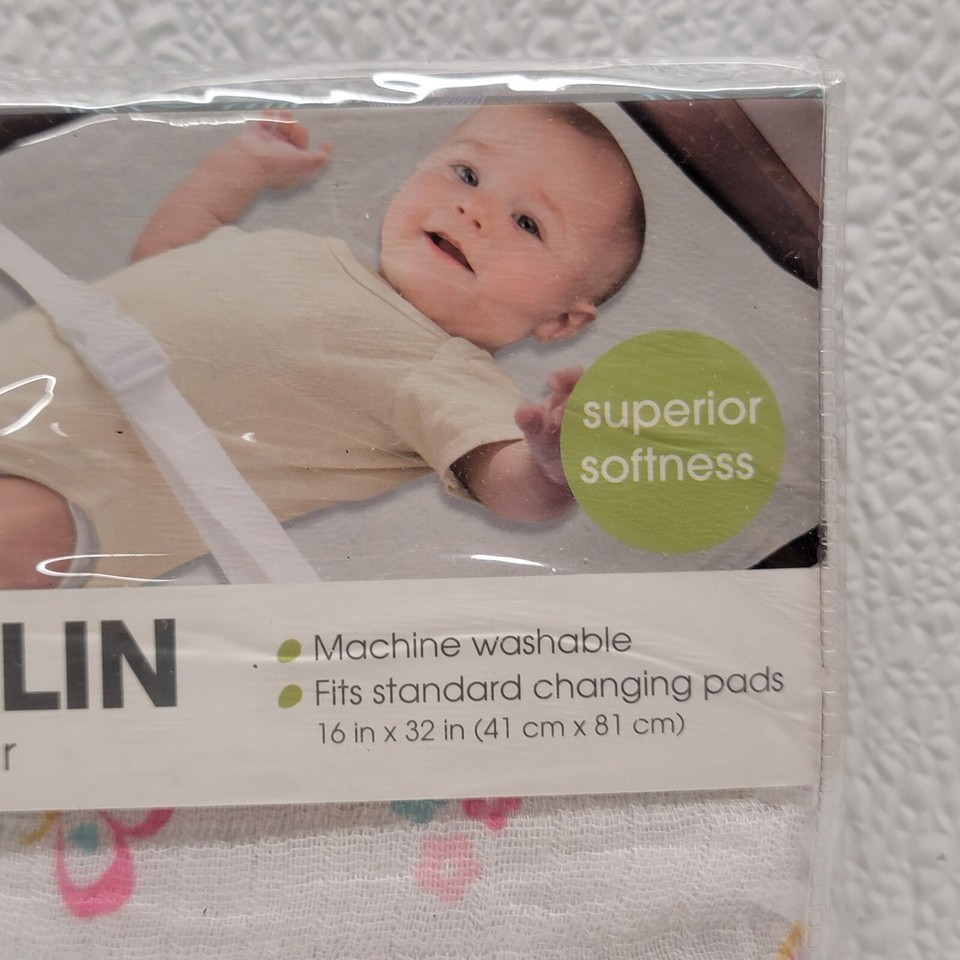 superior
softness
LIN
Machine washable
r
Fits standard changing pads
16 in x 32 in (41 cm x 81 cm)